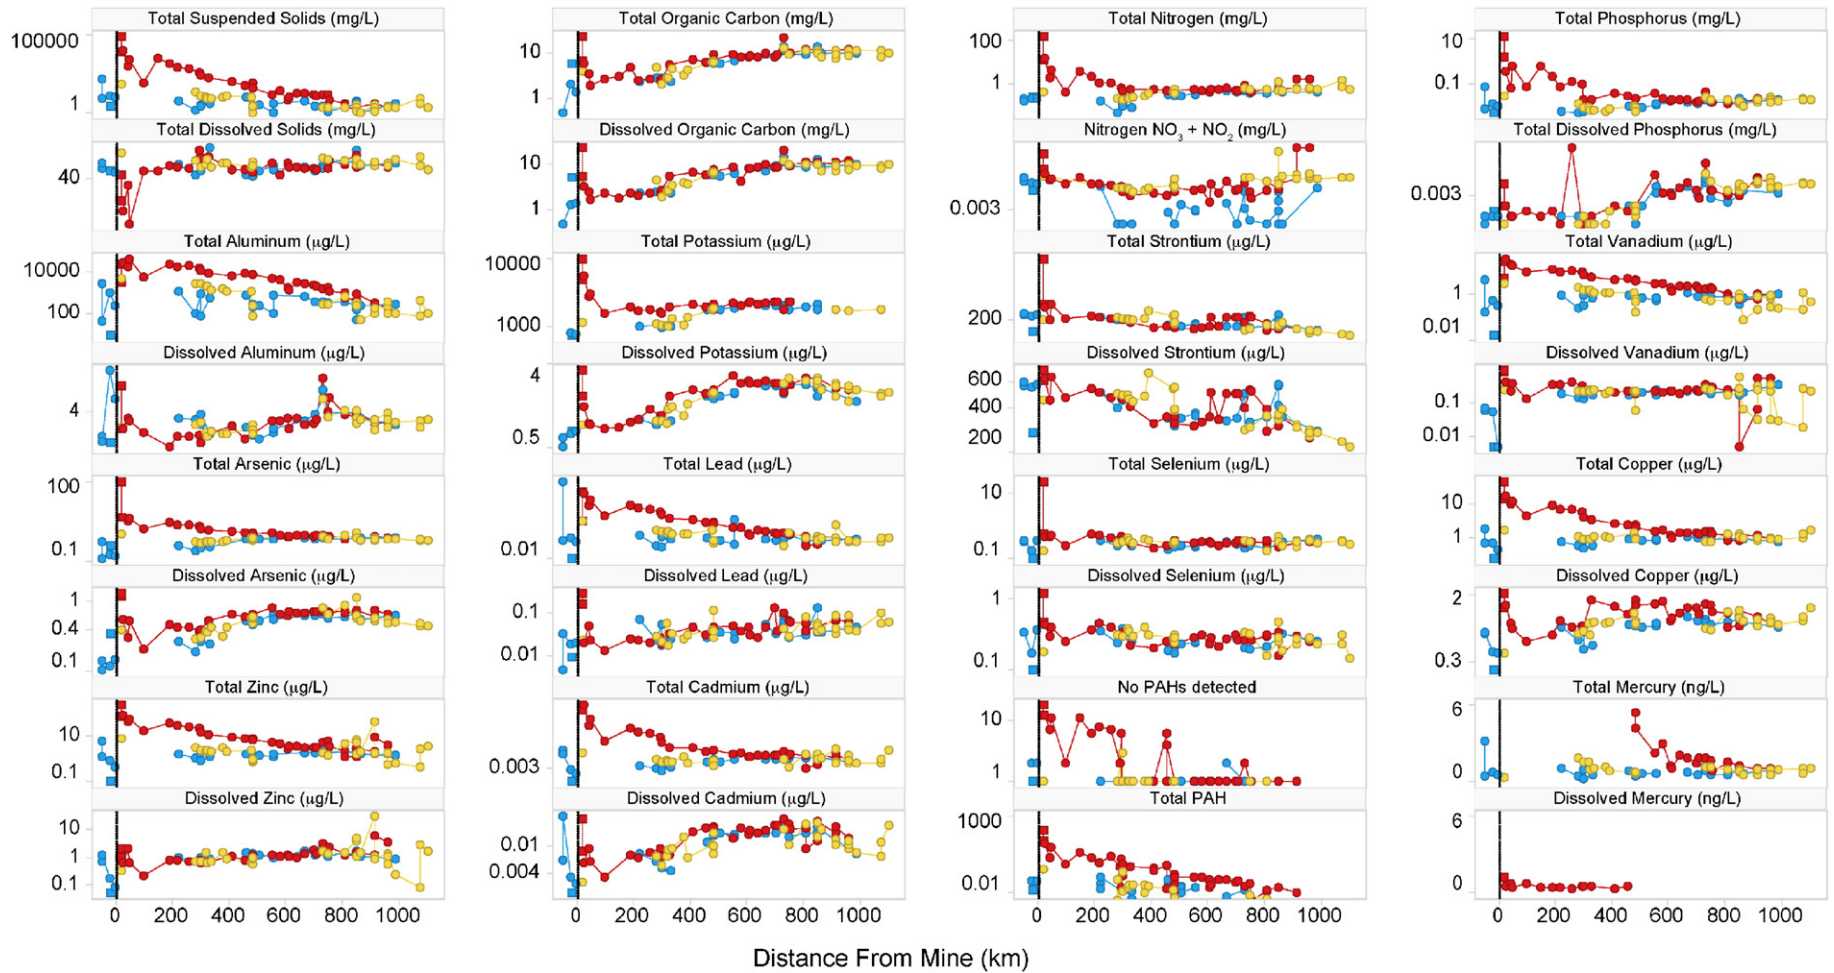 Total Suspended Solids (mg/L)
100000
1
Total Organic Carbon (mg/L)
10
1
Total Nitrogen (mg/L)
100
1
Total Phosphorus (mg/L)
10
0.1
Total Dissolved Solids (mg/L)
40
Dissolved Organic Carbon (mg/L)
10
1
Nitrogen NO3 + NO2 (mg/L)
0.003
Total Dissolved Phosphorus (mg/L)
0.003
Total Aluminum (µg/L)
10000
100
Total Potassium (µg/L)
10000
1000
Total Strontium (µg/L)
200
Total Vanadium (µg/L)
1
0.01
Dissolved Aluminum (µg/L)
4
Dissolved Potassium (µg/L)
4
0.5
Dissolved Strontium (µg/L)
600
400
200
Dissolved Vanadium (µg/L)
0.1
0.01
Total Arsenic (µg/L)
100
0.1
Total Lead (µg/L)
0.01
Total Selenium (µg/L)
10
0.1
Total Copper (µg/L)
10
1
Dissolved Arsenic (µg/L)
1
0.4
0.1
Dissolved Lead (µg/L)
0.1
0.01
Dissolved Selenium (µg/L)
1
0.1
Dissolved Copper (µg/L)
2
0.3
Total Zinc (µg/L)
10
0.1
Total Cadmium (µg/L)
0.003
No PAHs detected
10
1
Total Mercury (ng/L)
6
0
Dissolved Zinc (µg/L)
10
1
0.1
Dissolved Cadmium (µg/L)
0.01
0.004
Total PAH
1000
0.01
Dissolved Mercury (ng/L)
6
0
0 200 400 600 800 1000
0 200 400 600 800 1000
0 200 400 600 800 1000
0 200 400 600 800 1000
Distance From Mine (km)